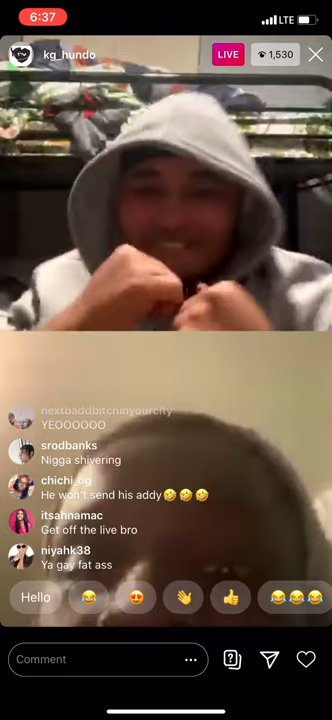 6:37
LTE
kg_hundo
LIVE
1,530
nextbaddbitchinyourcity
YEOOOOOO
srodbanks
Nigga shivering
chichi_og
He won't send his addy🤣🤣🤣
itsahnamac
Get off the live bro
niyahk38
Ya gay fat ass
Hello 😂 😍 👋 👍 😂😂😂
Comment